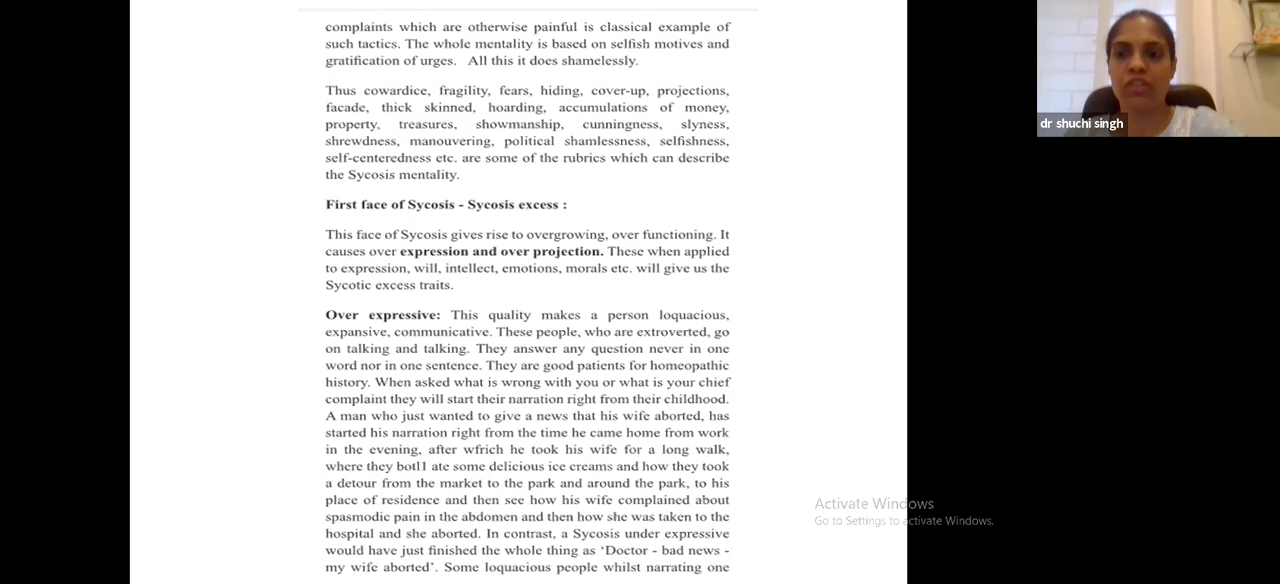 complaints which are otherwise painful is classical example of
such tactics. The whole mentality is based on selfish motives and
gratification of urges. All this it does shamelessly.
Thus cowardice, fragility, fears, hiding, cover-up, projections,
facade, thick skinned, hoarding, accumulations of money,
property, treasures, showmanship, cunningness, slyness,
shrewdness, manouvering, political shamlessness, selfishness,
self-centeredness etc. are some of the rubrics which can describe
the Sycosis mentality.
First face of Sycosis - Sycosis excess :
This face of Sycosis gives rise to overgrowing, over functioning. It
causes over expression and over projection. These when applied
to expression, will, intellect, emotions, morals etc. will give us the
Sycotic excess traits.
Over expressive: This quality makes a person loquacious,
expansive, communicative. These people, who are extroverted, go
on talking and talking. They answer any question never in one
word nor in one sentence. They are good patients for homeopathic
history. When asked what is wrong with you or what is your chief
complaint they will start their narration right from their childhood.
A man who just wanted to give a news that his wife aborted, has
started his narration right from the time he came home from work
in the evening, after wfrich he took his wife for a long walk,
where they botl1 ate some delicious ice creams and how they took
a detour from the market to the park and around the park, to his
place of residence and then see how his wife complained about
spasmodic pain in the abdomen and then how she was taken to the
hospital and she aborted. In contrast, a Sycosis under expressive
would have just finished the whole thing as 'Doctor - bad news -
my wife aborted'. Some loquacious people whilst narrating one
dr shuchi singh
Activate Windows
Go to Settings to activate Windows.